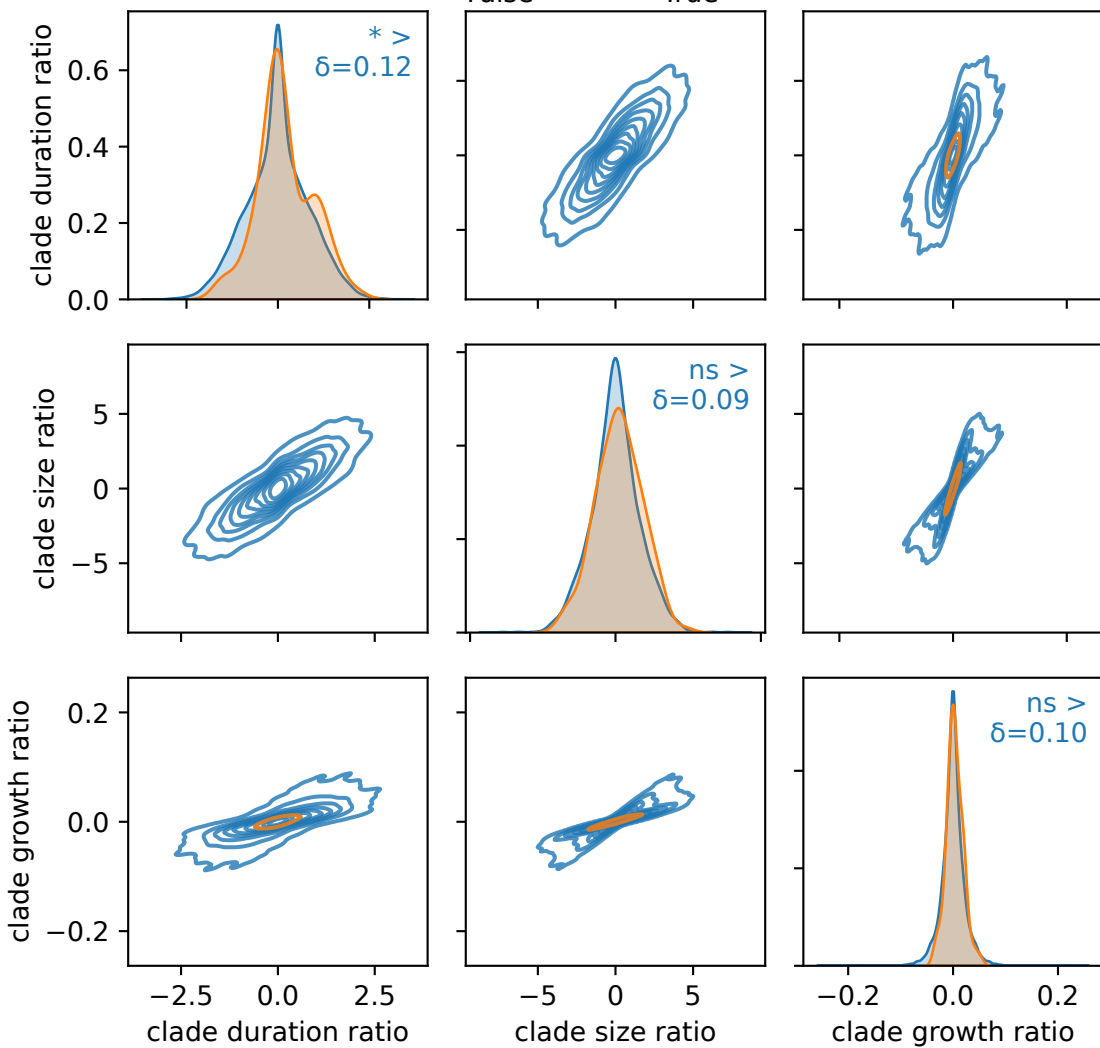 clade duration ratio
0.6
0.4
0.2
0.0
* >
δ=0.12
clade size ratio
5
0
−5
ns >
δ=0.09
clade growth ratio
0.2
0.0
−0.2
ns >
δ=0.10
−2.5 0.0 2.5
−5 0 5
−0.2 0.0 0.2
clade duration ratio
clade size ratio
clade growth ratio